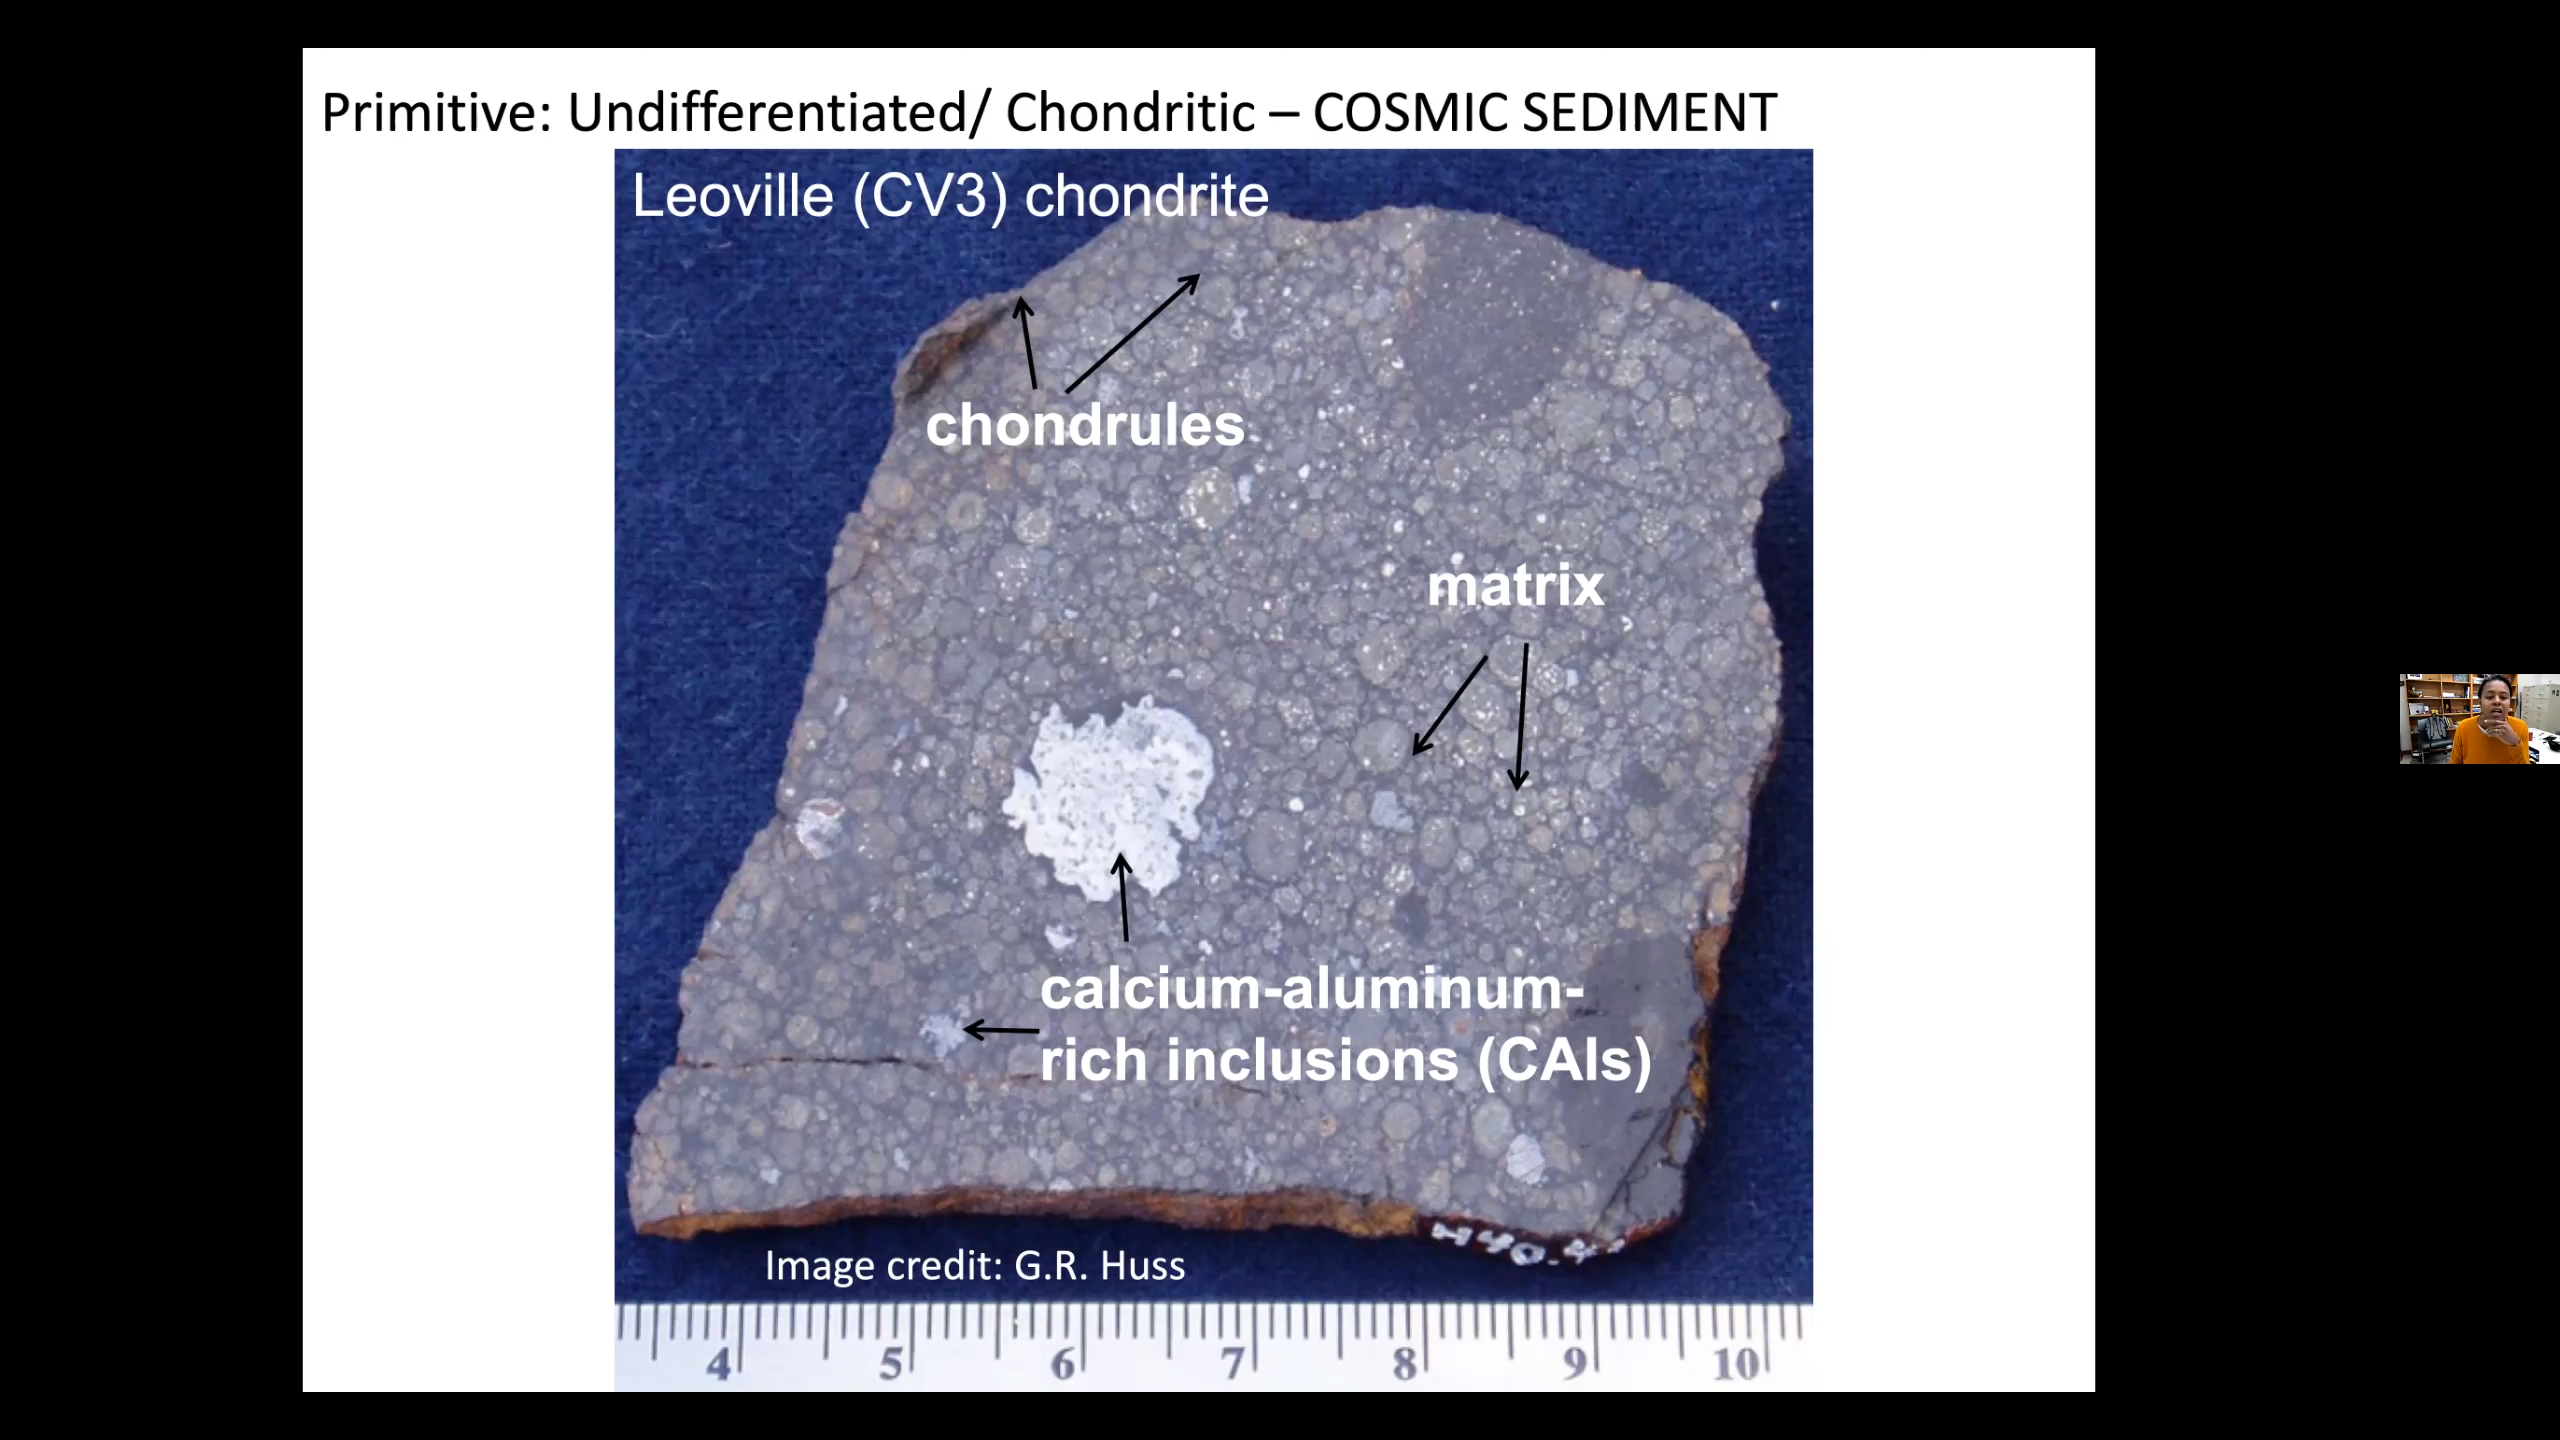 Primitive: Undifferentiated/ Chondritic – COSMIC SEDIMENT
Leoville (CV3) chondrite
chondrules
matrix
calcium-aluminum-
rich inclusions (CAIs)
Image credit: G.R. Huss
4 5 6 7 8 9 10